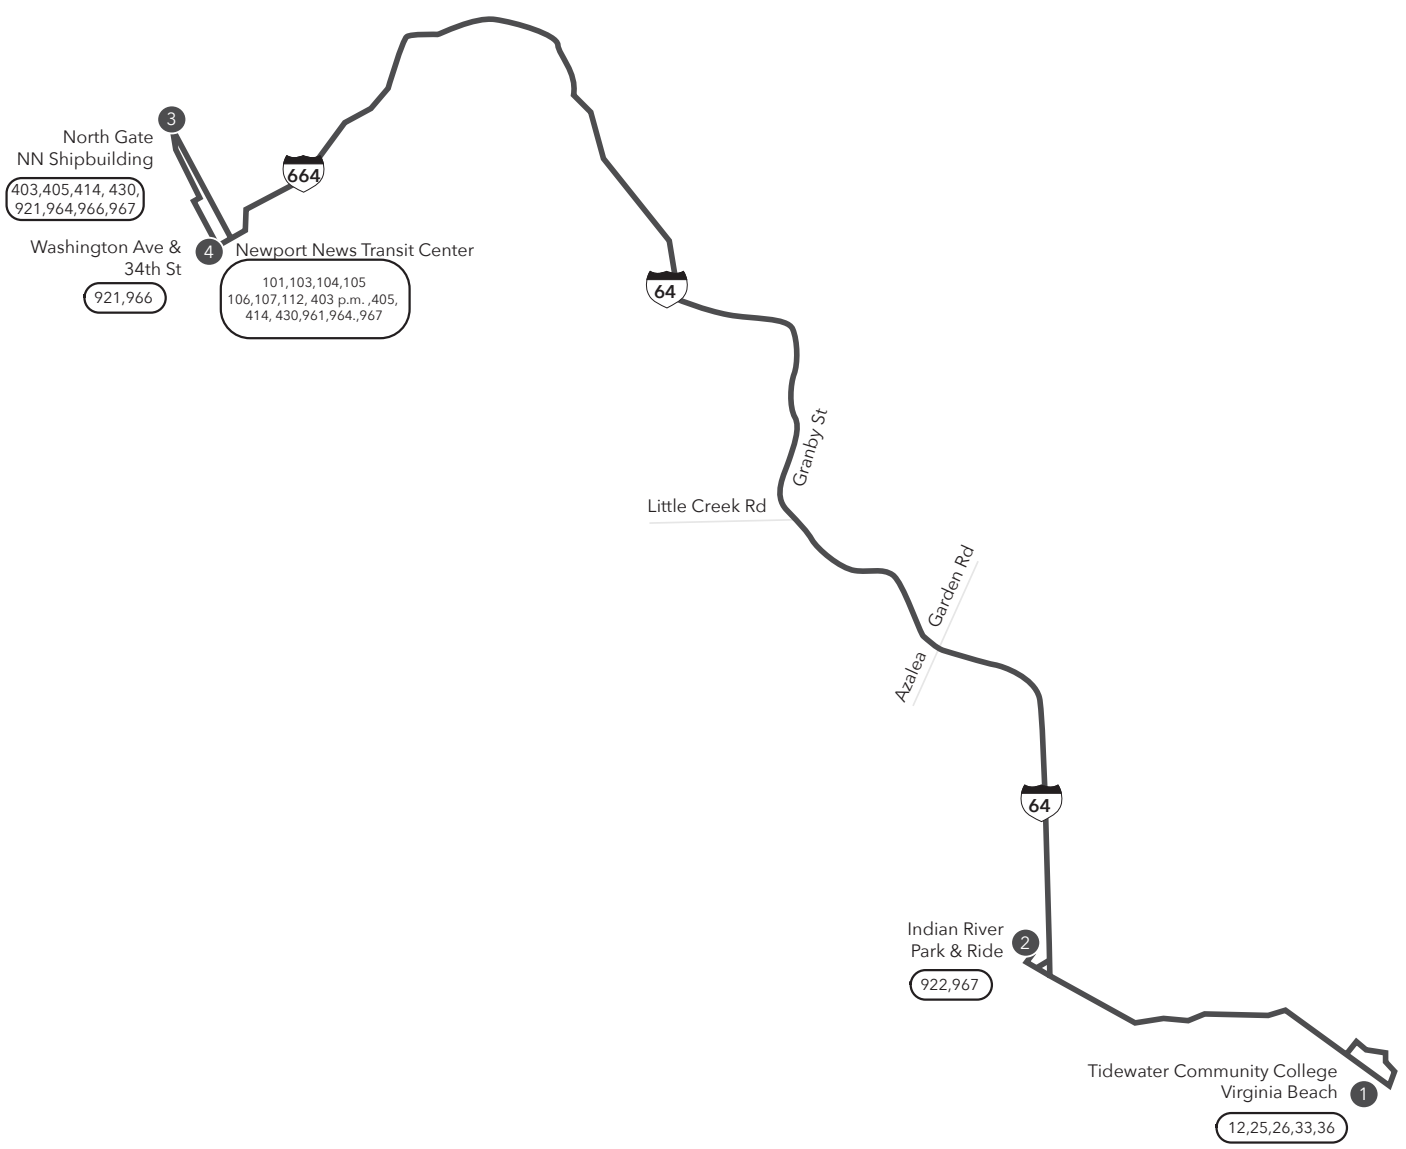 3
North Gate
NN Shipbuilding
403,405,414, 430,
921,964,966,967
664
Washington Ave &
34th St
921,966
4
Newport News Transit Center
101,103,104,105
106,107,112, 403 p.m. ,405,
414, 430,961,964.,967
64
Granby St
Little Creek Rd
Azalea Garden Rd
64
Indian River
Park & Ride
2
922,967
Tidewater Community College
Virginia Beach
1
12,25,26,33,36